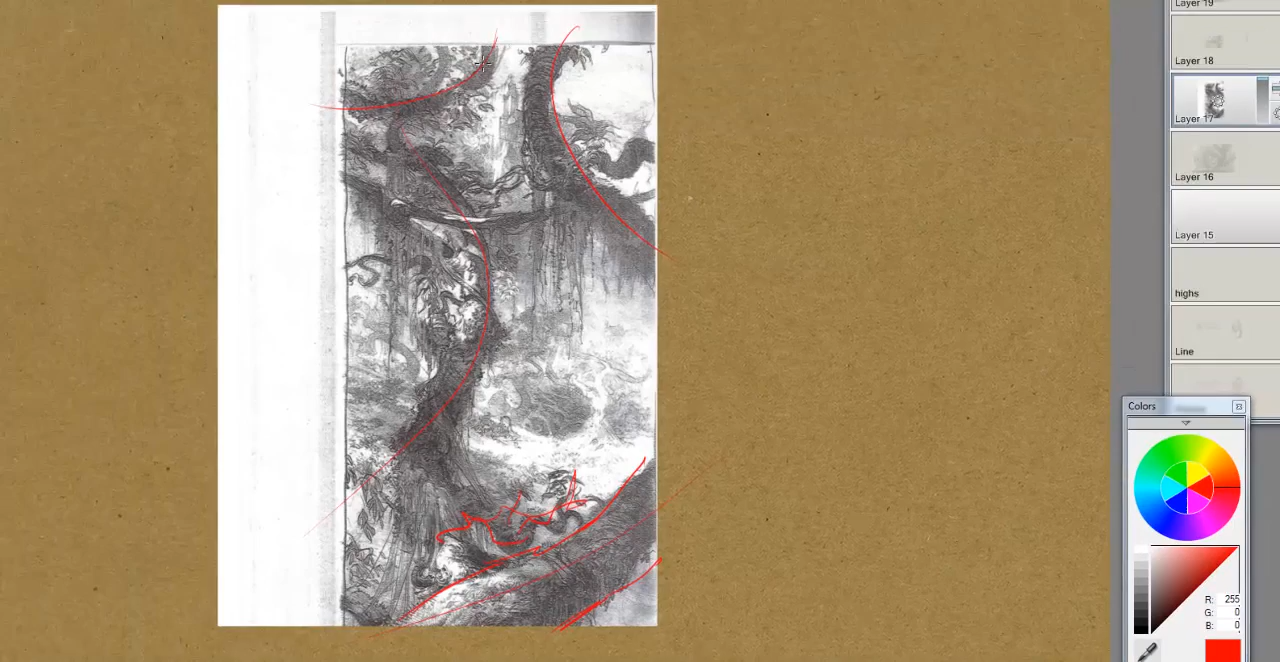 Layer 19
Layer 18
Layer 17
Layer 16
Layer 15
highs
Line
Colors
R: 255
G: 0
B: 0